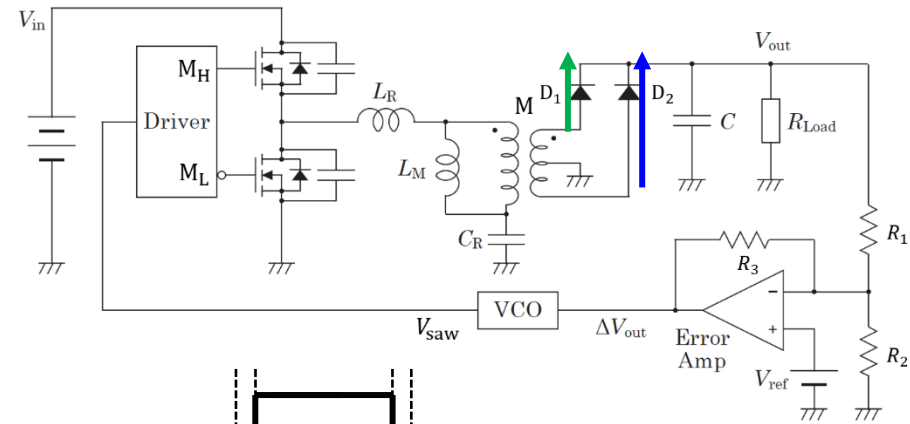 V_in
V_out
M_H
Driver
M_L
L_R
L_M
C_R
M
D_1
D_2
C
R_Load
R_1
R_3
R_2
−
+
Error
Amp
V_ref
ΔV_out
VCO
V_saw